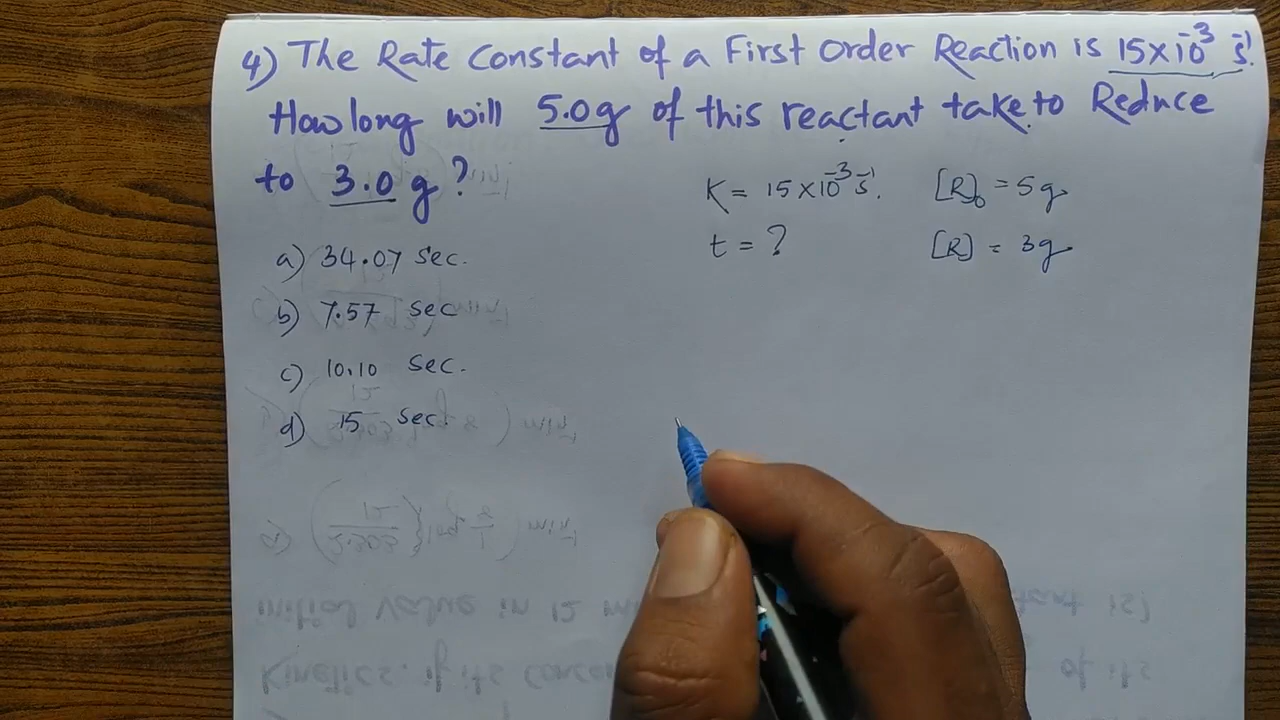 4) The Rate Constant of a First Order Reaction is 15×10⁻³ s⁻¹.
How long will 5.0g of this reactant take to Reduce
to 3.0 g?
K = 15×10⁻³ s⁻¹. [R]₀ = 5g
t = ? [R] = 3g
a) 34.07 sec.
b) 7.57 sec
c) 10.10 sec.
d) 15 sec.